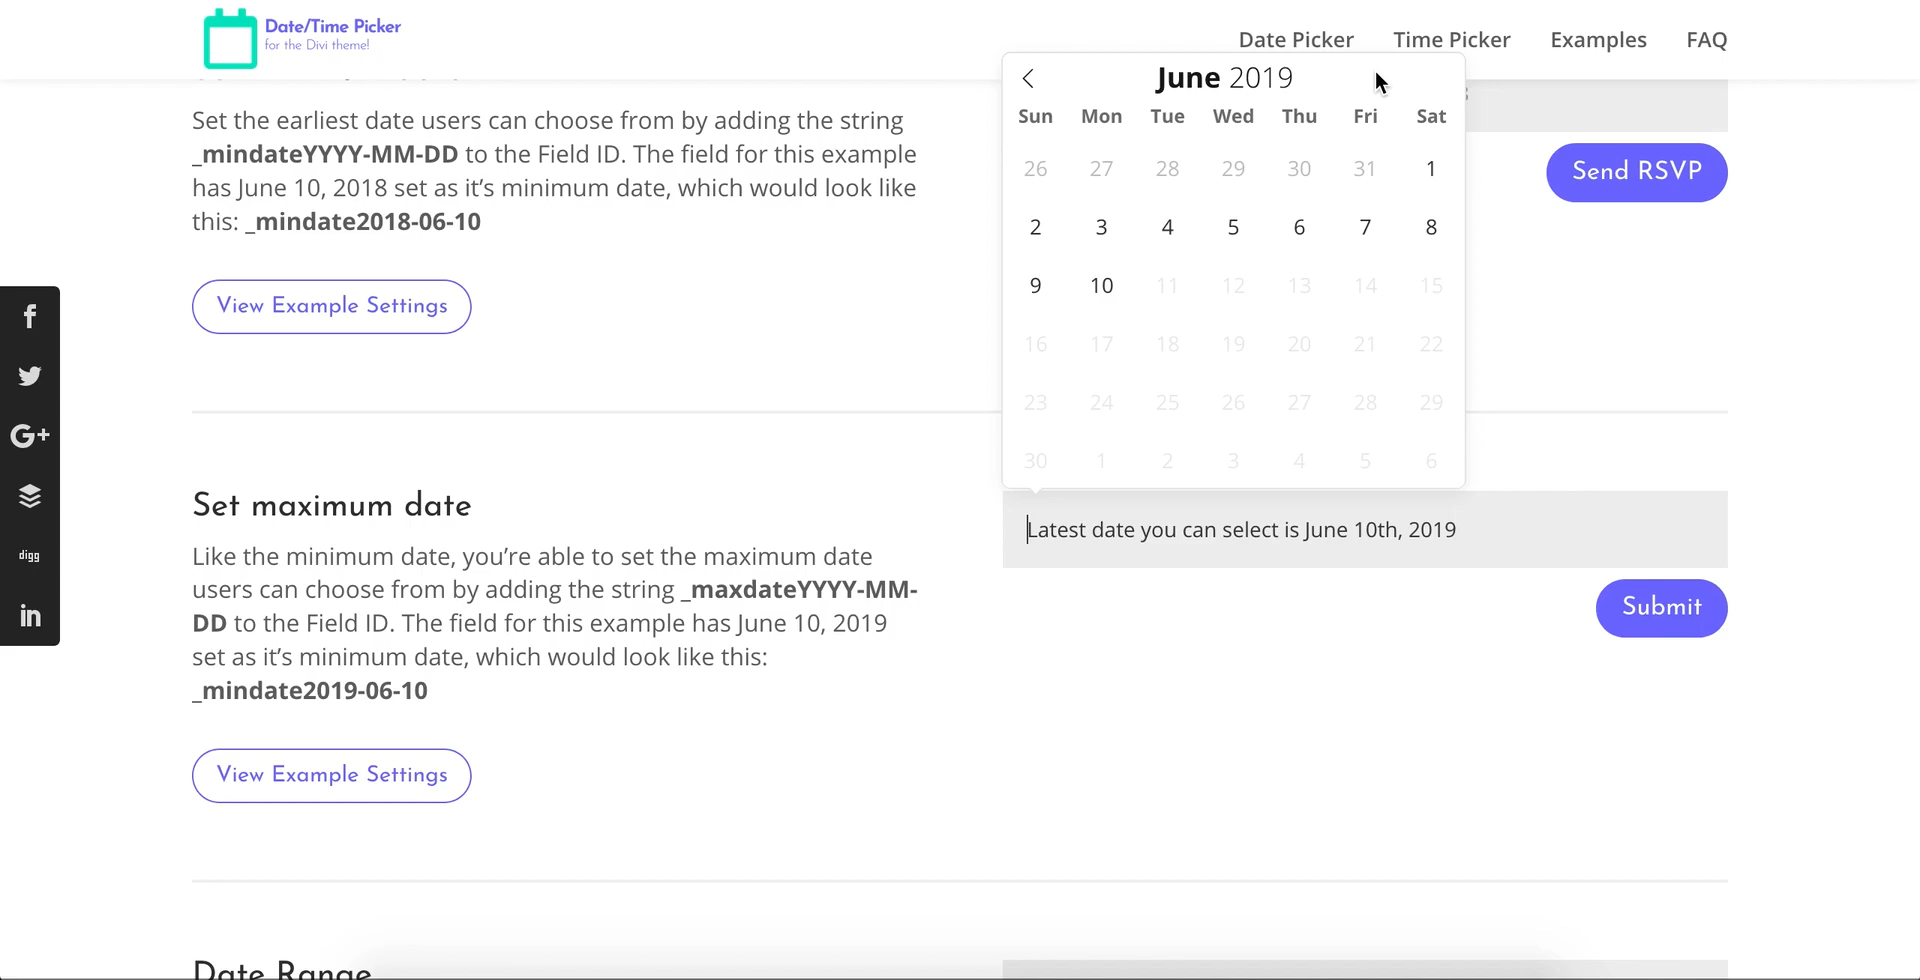 Date/Time Picker
for the Divi theme!
Date Picker
Time Picker
Examples
FAQ
Set the earliest date users can choose from by adding the string
_mindateYYYY-MM-DD to the Field ID. The field for this example
has June 10, 2018 set as it’s minimum date, which would look like
this: _mindate2018-06-10
View Example Settings
June 2019
Sun Mon Tue Wed Thu Fri Sat
26 27 28 29 30 31 1
2 3 4 5 6 7 8
9 10 11 12 13 14 15
16 17 18 19 20 21 22
23 24 25 26 27 28 29
30 1 2 3 4 5 6
Send RSVP
digg
Set maximum date
Like the minimum date, you’re able to set the maximum date
users can choose from by adding the string _maxdateYYYY-MM-
DD to the Field ID. The field for this example has June 10, 2019
set as it’s minimum date, which would look like this:
_mindate2019-06-10
View Example Settings
Latest date you can select is June 10th, 2019
Submit
Date Range